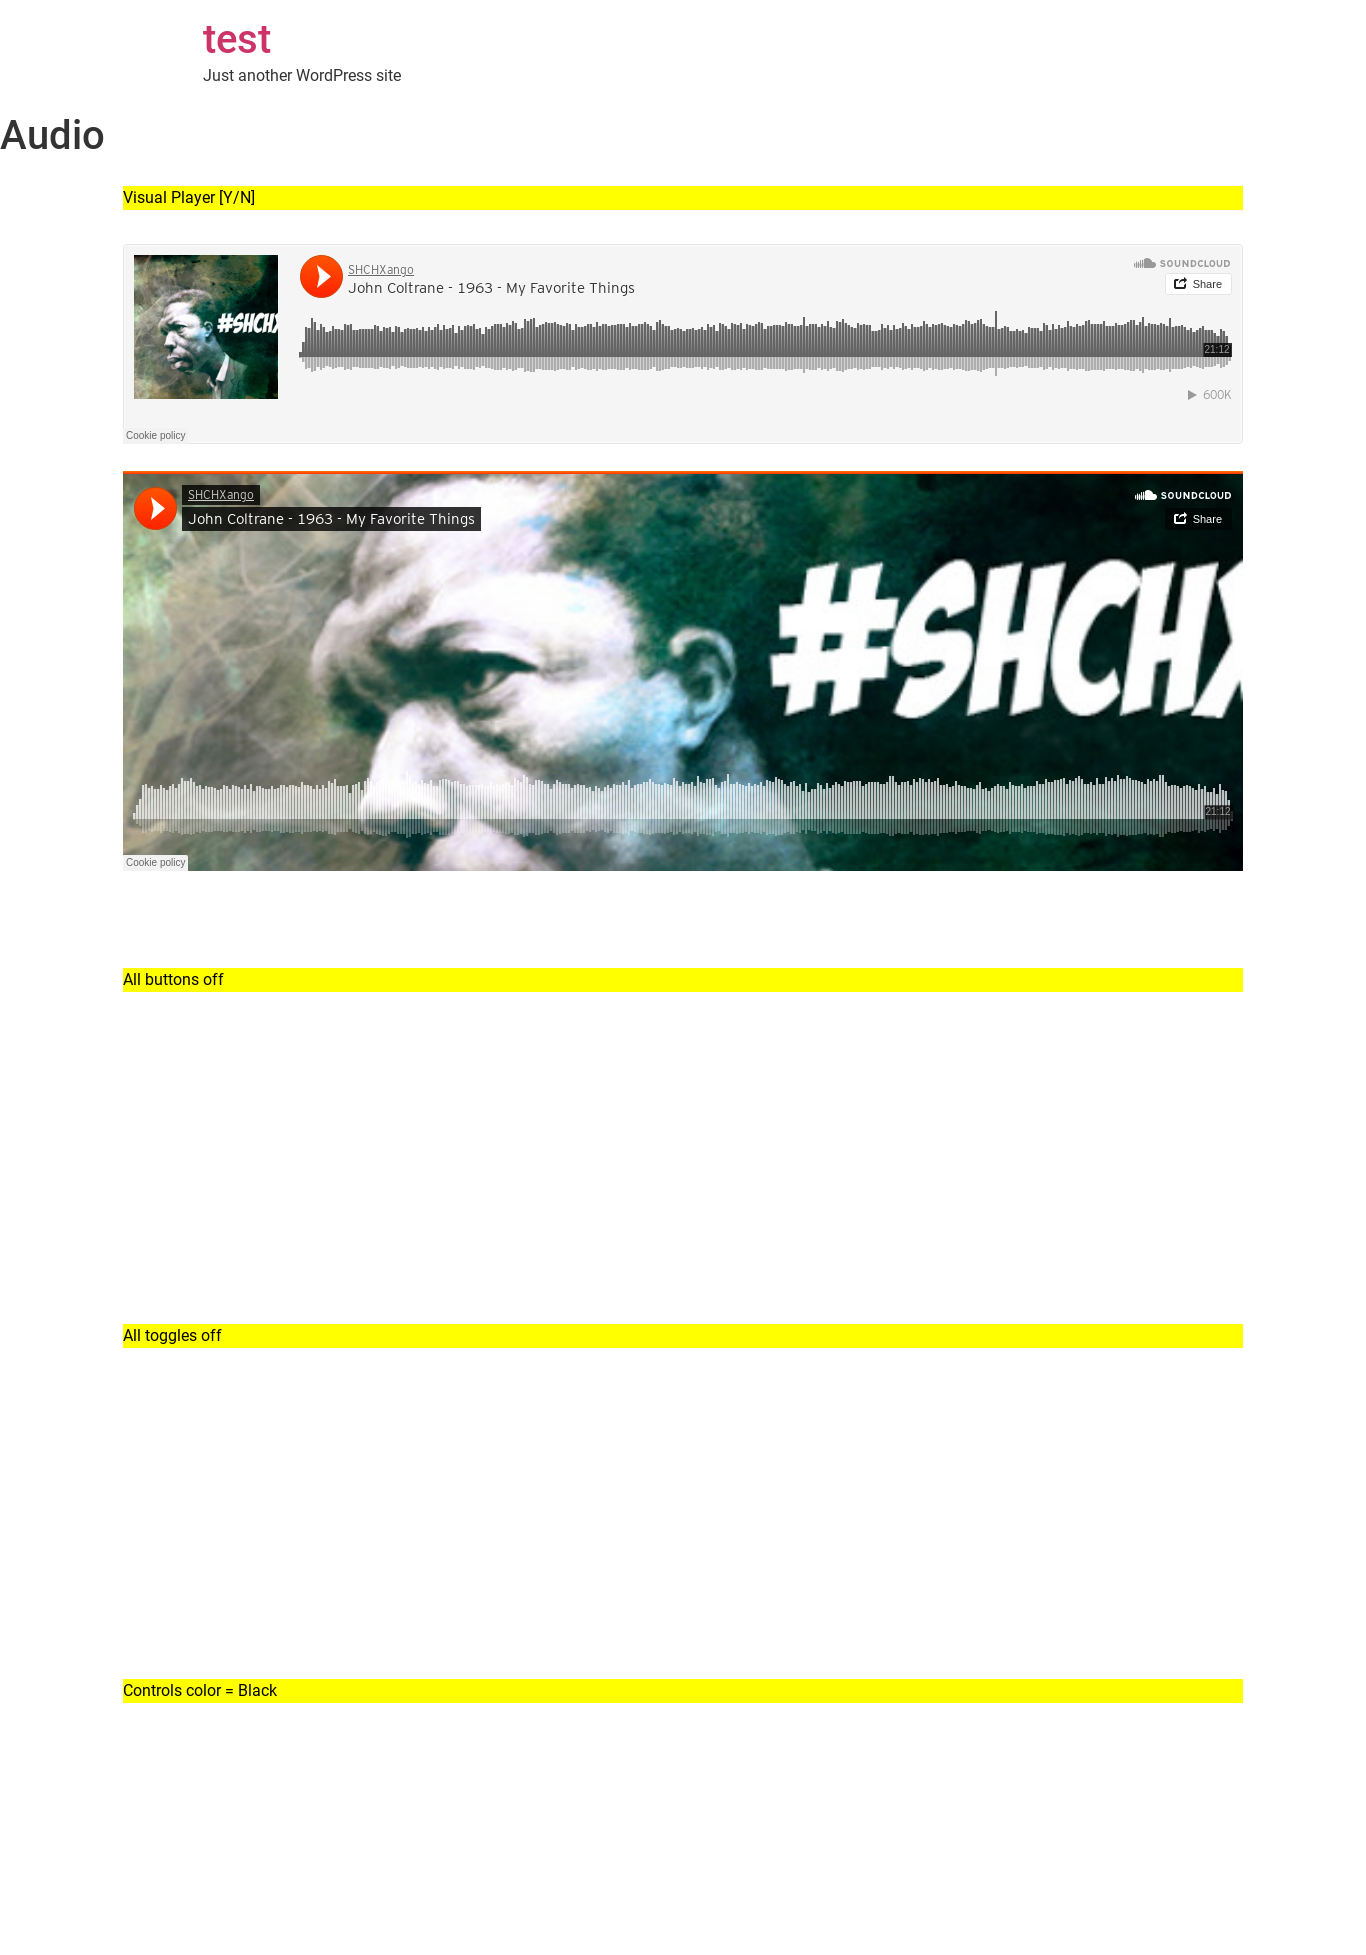 test
Just another WordPress site
Audio
Visual Player [Y/N]
#SHCHX
SHCHXango
John Coltrane - 1963 - My Favorite Things
SOUNDCLOUD
Share
21:12
600K
Cookie policy
SHCHXango
John Coltrane - 1963 - My Favorite Things
SOUNDCLOUD
Share
#SHCHX
21:12
Cookie policy
All buttons off
All toggles off
Controls color = Black